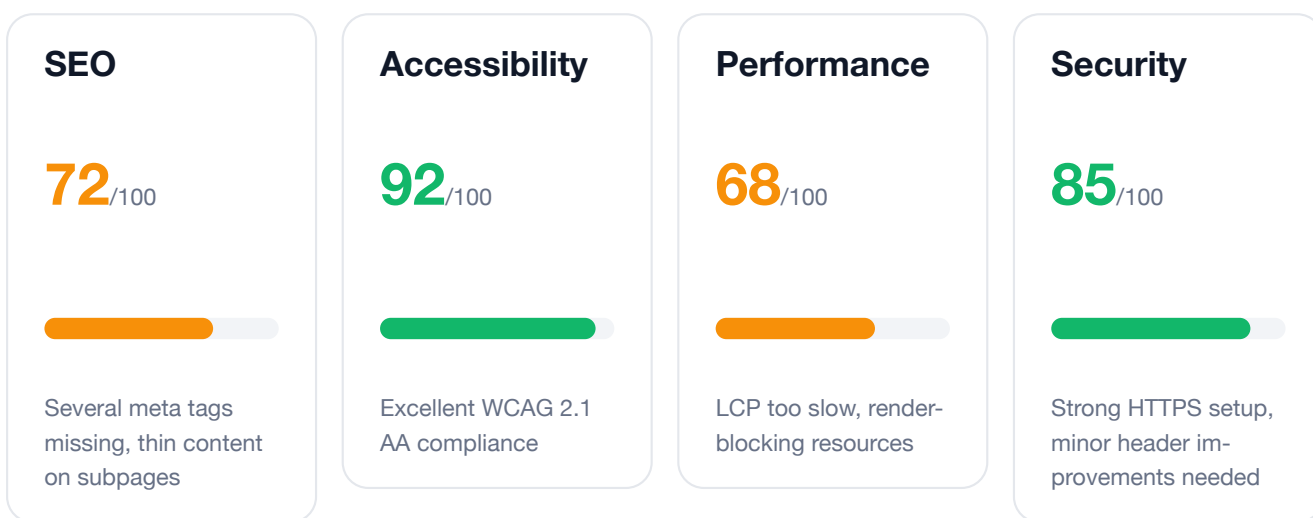 SEO
72/100
Several meta tags
missing, thin content
on subpages
Accessibility
92/100
Excellent WCAG 2.1
AA compliance
Performance
68/100
LCP too slow, render-
blocking resources
Security
85/100
Strong HTTPS setup,
minor header im-
provements needed